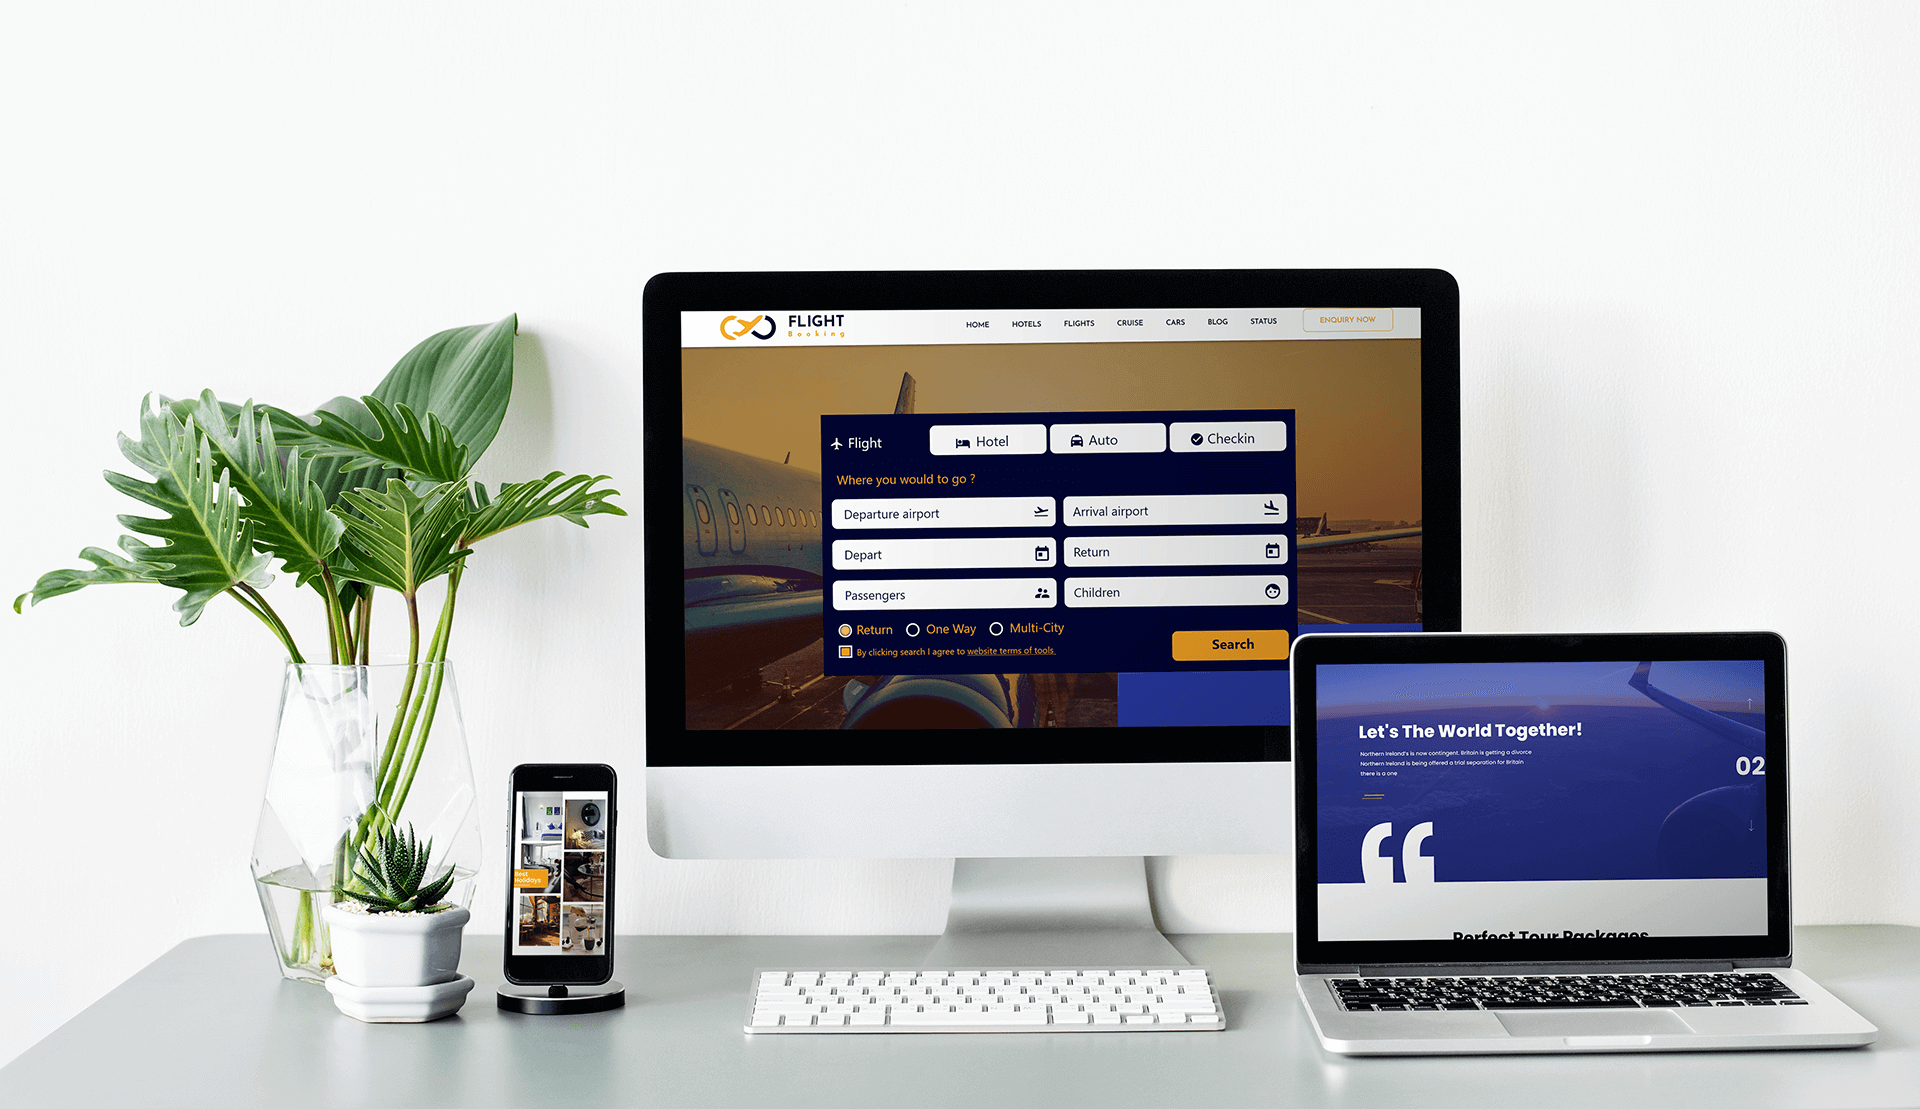 FLIGHT
Booking
HOME HOTELS FLIGHTS CRUISE CARS BLOG STATUS ENQUIRY NOW
Flight Hotel Auto Checkin
Where you would to go ?
Departure airport Arrival airport
Depart Return
Passengers Children
Return One Way Multi-City
By clicking search I agree to website terms of tools.
Search
Best
Holidays
Let's The World Together!
Northern Ireland's is now contingent. Britain is getting a divorce
Northern Ireland is being offered a trial separation for Britain
there is a one
02
“
Perfect Tour Packages